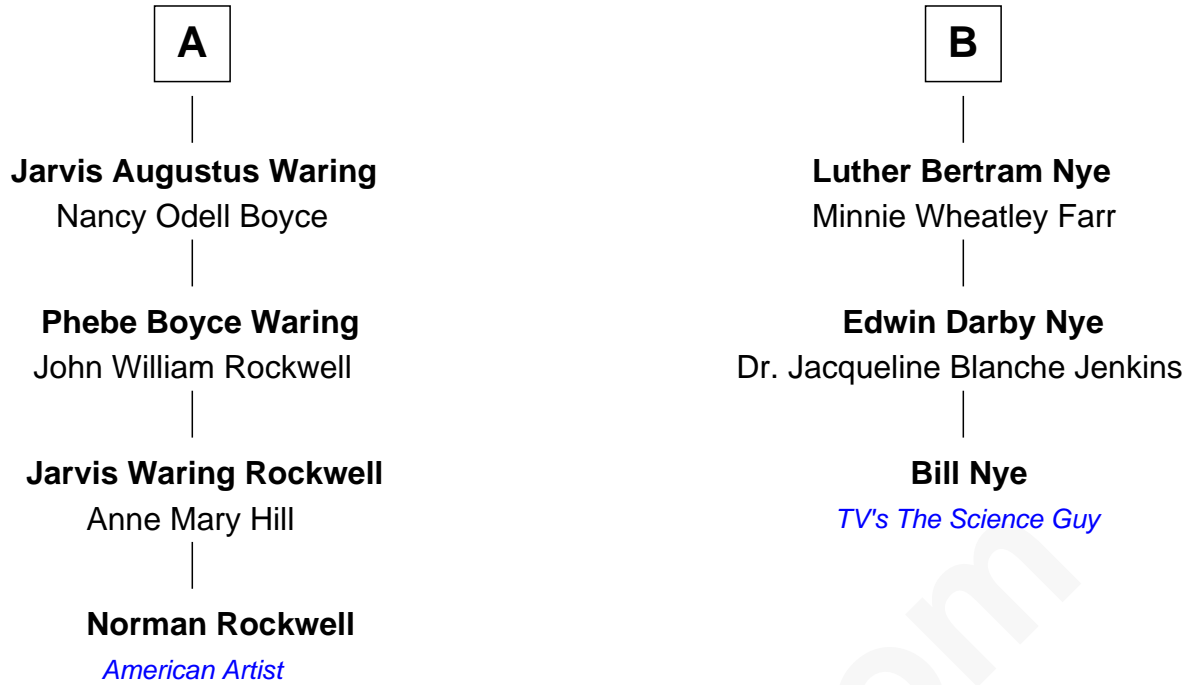 A
Jarvis Augustus Waring
Nancy Odell Boyce
Phebe Boyce Waring
John William Rockwell
Jarvis Waring Rockwell
Anne Mary Hill
Norman Rockwell
American Artist
B
Luther Bertram Nye
Minnie Wheatley Farr
Edwin Darby Nye
Dr. Jacqueline Blanche Jenkins
Bill Nye
TV's The Science Guy
om